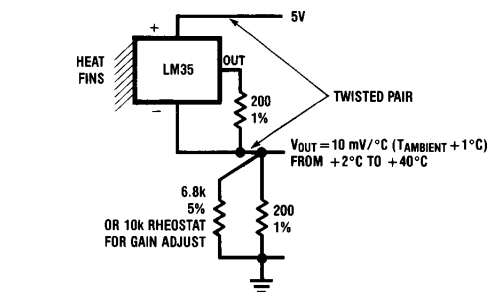 5V
+
HEAT
FINS
LM35
OUT
200
1%
TWISTED PAIR
−
VOUT = 10 mV/°C (TAMBIENT + 1°C)
FROM +2°C TO +40°C
6.8k
5%
OR 10k RHEOSTAT
FOR GAIN ADJUST
200
1%